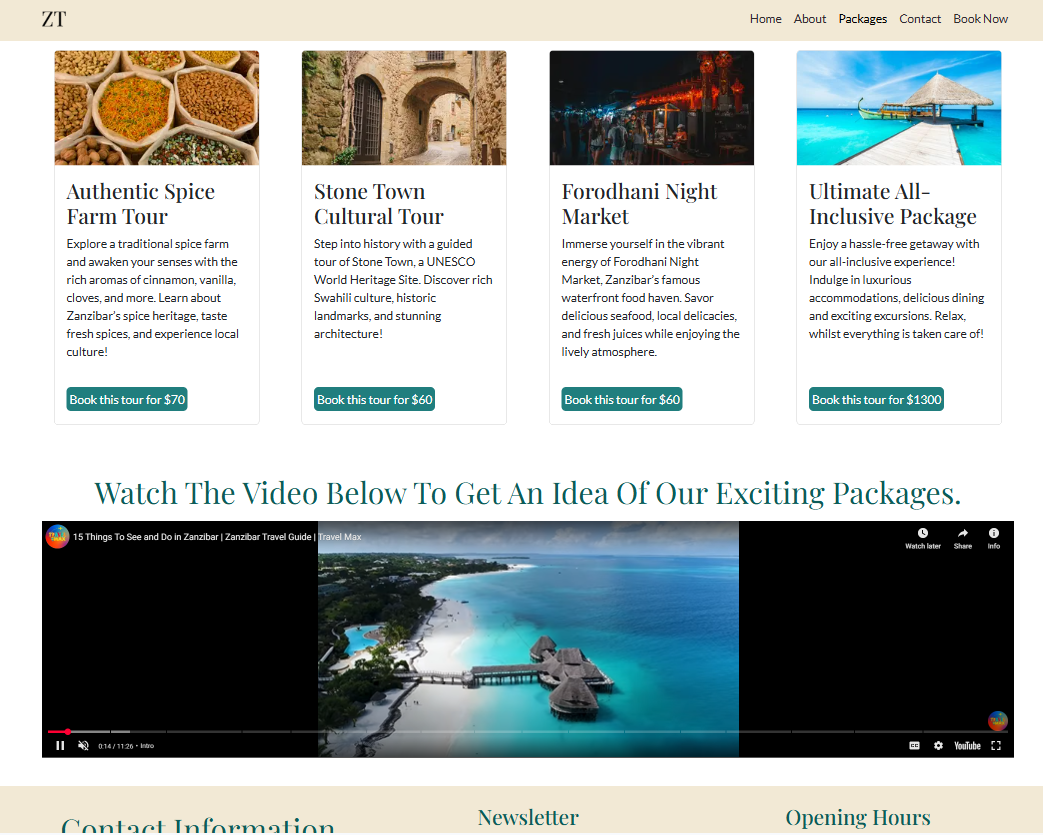 ZT
Home About Packages Contact Book Now
Authentic Spice
Farm Tour
Explore a traditional spice farm
and awaken your senses with the
rich aromas of cinnamon, vanilla,
cloves, and more. Learn about
Zanzibar's spice heritage, taste
fresh spices, and experience local
culture!
Book this tour for $70
Stone Town
Cultural Tour
Step into history with a guided
tour of Stone Town, a UNESCO
World Heritage Site. Discover rich
Swahili culture, historic
landmarks, and stunning
architecture!
Book this tour for $60
Forodhani Night
Market
Immerse yourself in the vibrant
energy of Forodhani Night
Market, Zanzibar's famous
waterfront food haven. Savor
delicious seafood, local delicacies,
and fresh juices while enjoying the
lively atmosphere.
Book this tour for $60
Ultimate All-
Inclusive Package
Enjoy a hassle-free getaway with
our all-inclusive experience!
Indulge in luxurious
accommodations, delicious dining
and exciting excursions. Relax,
whilst everything is taken care of!
Book this tour for $1300
Watch The Video Below To Get An Idea Of Our Exciting Packages.
15 Things To See and Do in Zanzibar | Zanzibar Travel Guide | Travel Max
Watch later Share Info
0:14 / 11:26 • Intro
CC YouTube
Contact Information
Newsletter
Opening Hours